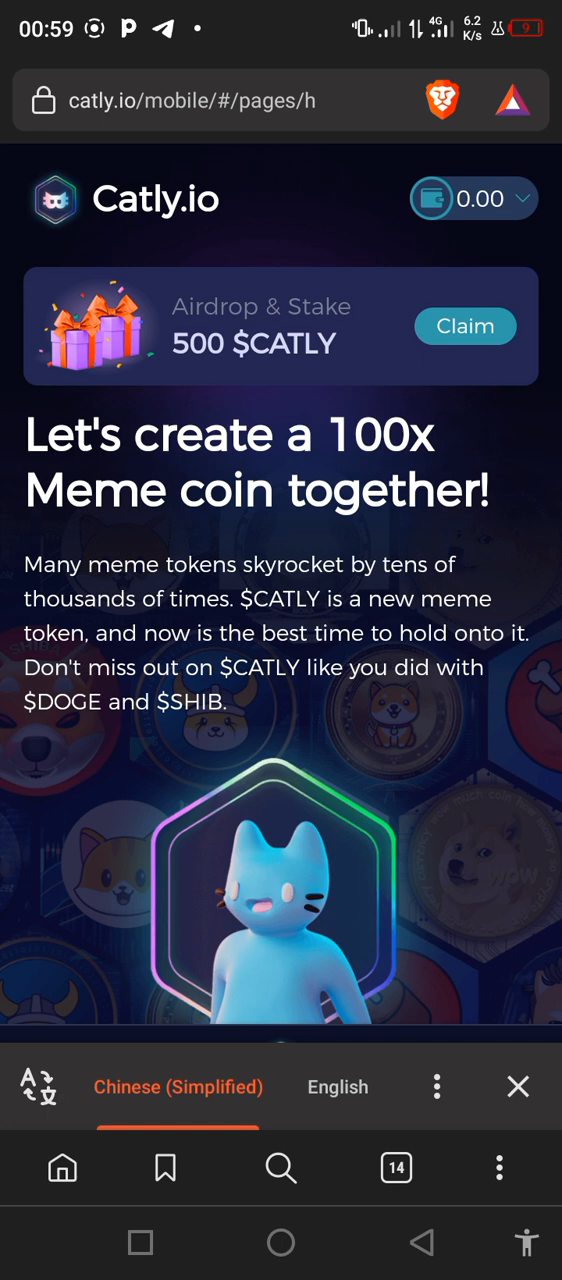 00:59
4G
6.2
K/s
9
catly.io/mobile/#/pages/h
Catly.io
0.00
Airdrop & Stake
500 $CATLY
Claim
Let's create a 100x
Meme coin together!
Many meme tokens skyrocket by tens of
thousands of times. $CATLY is a new meme
token, and now is the best time to hold onto it.
Don't miss out on $CATLY like you did with
$DOGE and $SHIB.
SHIBA
WOW
Chinese (Simplified)
English
14